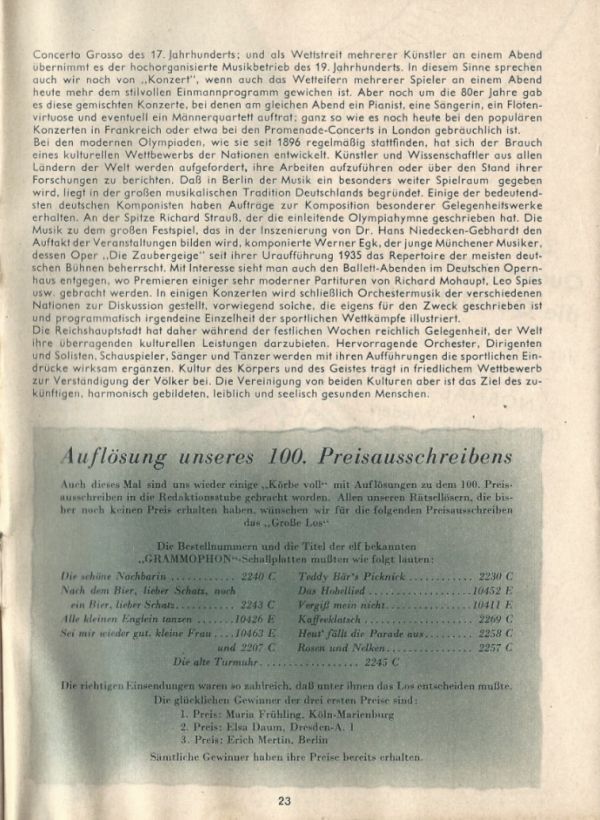 Concerto Grosso des 17. Jahrhunderts; und als Wettstreit mehrerer Künstler an einem Abend
übernimmt es der hochorganisierte Musikbetrieb des 19. Jahrhunderts. In diesem Sinne sprechen
auch wir noch von „Konzert“, wenn auch das Wetteifern mehrerer Spieler an einem Abend
heute mehr dem stilvollen Einmannprogramm gewichen ist. Aber noch um die 80er Jahre gab
es diese gemischten Konzerte, bei denen am gleichen Abend ein Pianist, eine Sängerin, ein Flöten-
virtuose und eventuell ein Männerquartett auftrat; ganz so wie es noch heute bei den populären
Konzerten in Frankreich oder etwa bei den Promenade-Concerts in London gebräuchlich ist.
Bei den modernen Olympiaden, wie sie seit 1896 regelmäßig stattfinden, hat sich der Brauch
eines kulturellen Wettbewerbs der Nationen entwickelt. Künstler und Wissenschaftler aus allen
Ländern der Welt werden aufgefordert, ihre Arbeiten aufzuführen oder über den Stand ihrer
Forschungen zu berichten. Daß in Berlin der Musik ein besonders weiter Spielraum gegeben
wird, liegt in der großen musikalischen Tradition Deutschlands begründet. Einige der bedeutend-
sten deutschen Komponisten haben Aufträge zur Komposition besonderer Gelegenheitswerke
erhalten. An der Spitze Richard Strauß, der die einleitende Olympiahymne geschrieben hat. Die
Musik zu dem großen Festspiel, das in der Inszenierung von Dr. Hans Niedecken-Gebhardt den
Auftakt der Veranstaltungen bilden wird, komponierte Werner Egk, der junge Münchener Musiker,
dessen Oper „Die Zaubergeige“ seit ihrer Uraufführung 1935 das Repertoire der meisten deut-
schen Bühnen beherrscht. Mit Interesse sieht man auch den Ballett-Abenden im Deutschen Opern-
haus entgegen, wo Premieren einiger sehr moderner Partituren von Richard Mohaupt, Leo Spies
usw. gebracht werden. In einigen Konzerten wird schließlich Orchestermusik der verschiedenen
Nationen zur Diskussion gestellt, vorwiegend solche, die eigens für den Zweck geschrieben ist
und programmatisch irgendeine Einzelheit der sportlichen Wettkämpfe illustriert.
Die Reichshauptstadt hat daher während der festlichen Wochen reichlich Gelegenheit, der Welt
ihre überragenden kulturellen Leistungen darzubieten. Hervorragende Orchester, Dirigenten
und Solisten, Schauspieler, Sänger und Tänzer werden mit ihren Aufführungen die sportlichen Ein-
drücke wirksam ergänzen. Kultur des Körpers und des Geistes trägt in friedlichem Wettbewerb
zur Verständigung der Völker bei. Die Vereinigung von beiden Kulturen aber ist das Ziel des zu-
künftigen, harmonisch gebildeten, leiblich und seelisch gesunden Menschen.
Auflösung unseres 100. Preisausschreibens
Auch dieses Mal sind uns wieder einige „Körbe voll“ mit Auflösungen zu dem 100. Preis-
ausschreiben in die Redaktionsstube gebracht worden. Allen unseren Rätsellösern, die bis-
her noch keinen Preis erhalten haben, wünschen wir für die folgenden Preisausschreiben
das „Große Los“
Die Bestellnummern und die Titel der elf bekannten
„GRAMMOPHON“-Schallplatten mußten wie folgt lauten:
Die schöne Nachbarin ........... 2240 C
Nach dem Bier, lieber Schatz, noch
ein Bier, lieber Schatz .......... 2243 C
Alle kleinen Englein tanzen ....... 10426 E
Sei mir wieder gut, kleine Frau .... 10463 E
und 2207 C
Teddy Bär's Picknick ........... 2230 C
Das Hobellied ................ 10452 E
Vergiß mein nicht .............. 10411 E
Kaffeeklatsch ................. 2269 C
Heut' fällt die Parade aus ........ 2258 C
Rosen und Nelken .............. 2257 C
Die alte Turmuhr ................. 2245 C
Die richtigen Einsendungen waren so zahlreich, daß unter ihnen das Los entscheiden mußte.
Die glücklichen Gewinner der drei ersten Preise sind:
1. Preis: Maria Frühling, Köln-Marienburg
2. Preis: Elsa Daum, Dresden-A. 1
3. Preis: Erich Mertin, Berlin
Sämtliche Gewinner haben ihre Preise bereits erhalten.
23